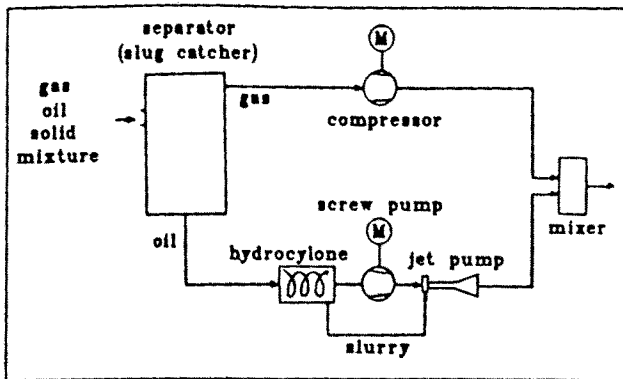 separator
(slug catcher)
gas
oil
solid
mixture
gas
M
compressor
screw pump
M
oil
hydrocylone
jet pump
slurry
mixer